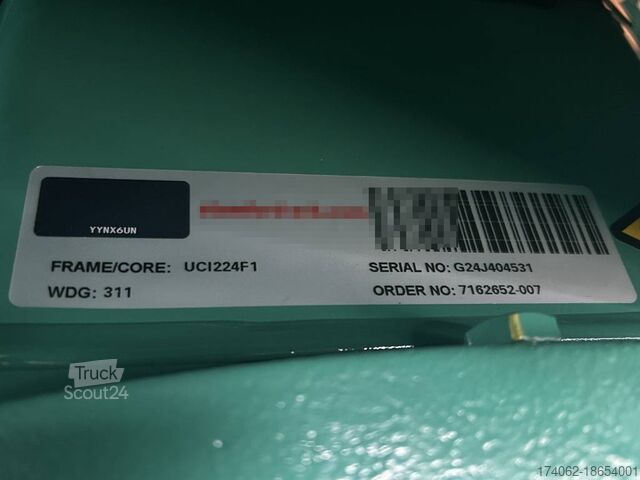 YYNX6UN
FRAME/CORE: UCI224F1
SERIAL NO: G24J404531
WDG: 311
ORDER NO: 7162652-007
Truck
Scout24
174062-18654001